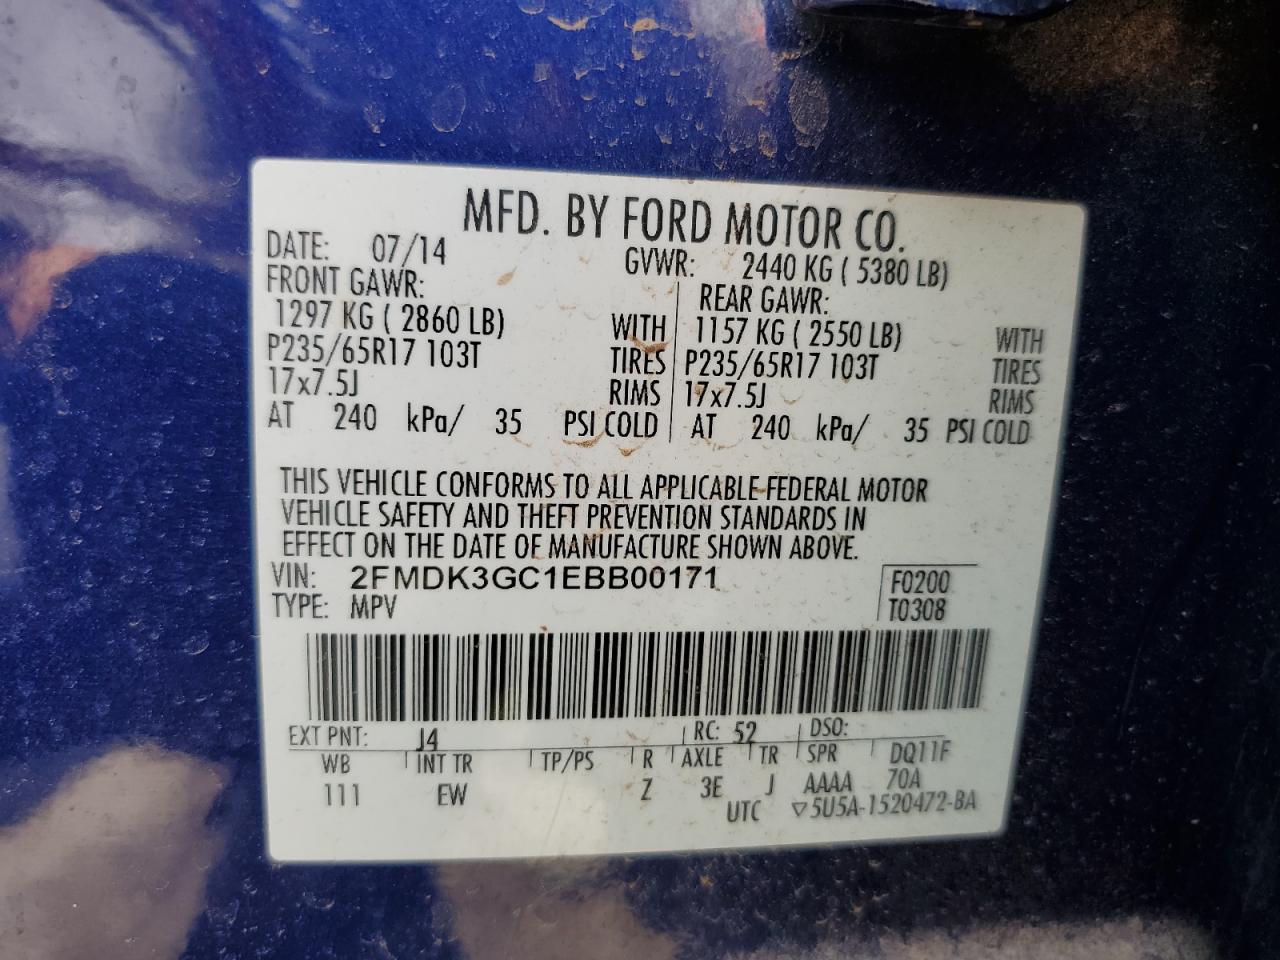 MFD. BY FORD MOTOR CO.
DATE: 07/14 GVWR: 2440 KG ( 5380 LB)
FRONT GAWR: REAR GAWR:
1297 KG ( 2860 LB) WITH 1157 KG ( 2550 LB) WITH
P235/65R17 103T TIRES P235/65R17 103T TIRES
17x7.5J RIMS 17x7.5J RIMS
AT 240 kPa/ 35 PSI COLD AT 240 kPa/ 35 PSI COLD
THIS VEHICLE CONFORMS TO ALL APPLICABLE FEDERAL MOTOR
VEHICLE SAFETY AND THEFT PREVENTION STANDARDS IN
EFFECT ON THE DATE OF MANUFACTURE SHOWN ABOVE.
VIN: 2FMDK3GC1EBB00171 F0200
TYPE: MPV T0308
EXT PNT: J4 RC: 52 DSO:
WB INT TR TP/PS R AXLE TR SPR DQ11F
111 EW Z 3E J AAAA 70A
UTC ▽5U5A-1520472-BA